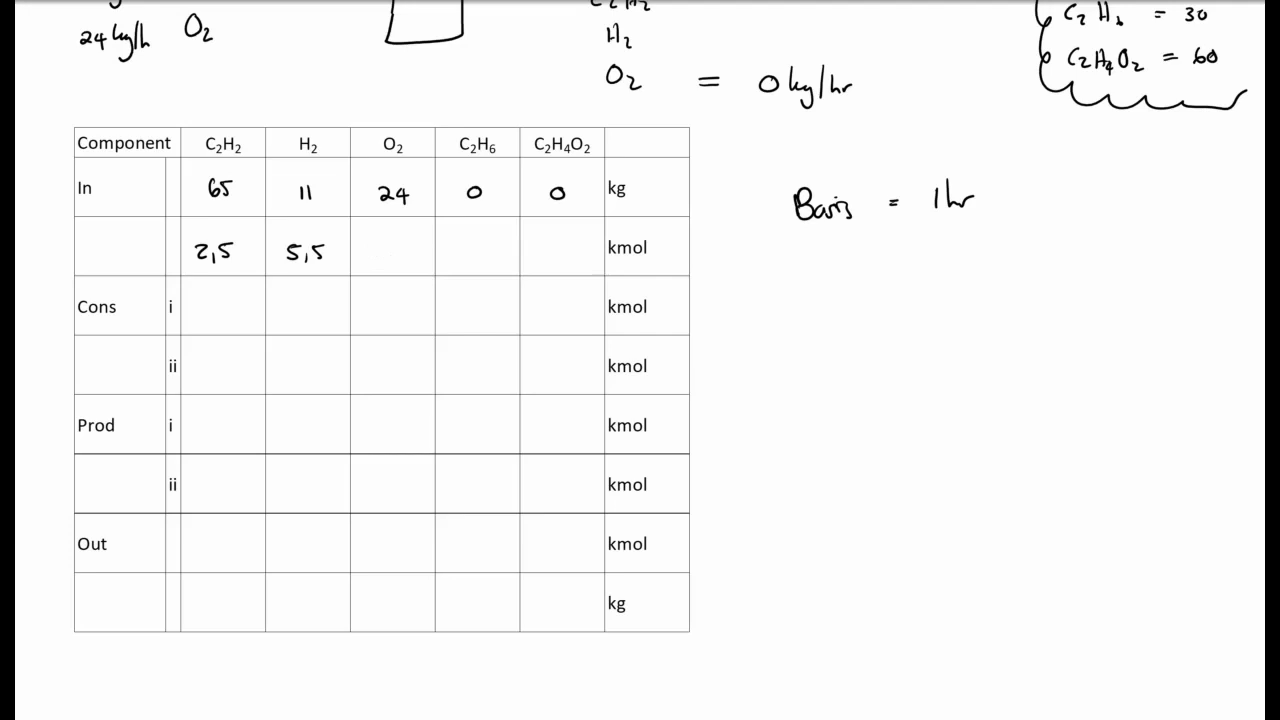 24 kg/h O₂
H₂
O₂ = 0 kg/hr
C₂H₆ = 30
C₂H₄O₂ = 60
Component C₂H₂ H₂ O₂ C₂H₆ C₂H₄O₂
In 65 11 24 0 0 kg
2,5 5,5 kmol
Cons i kmol
ii kmol
Prod i kmol
ii kmol
Out kmol
kg
Basis = 1hr